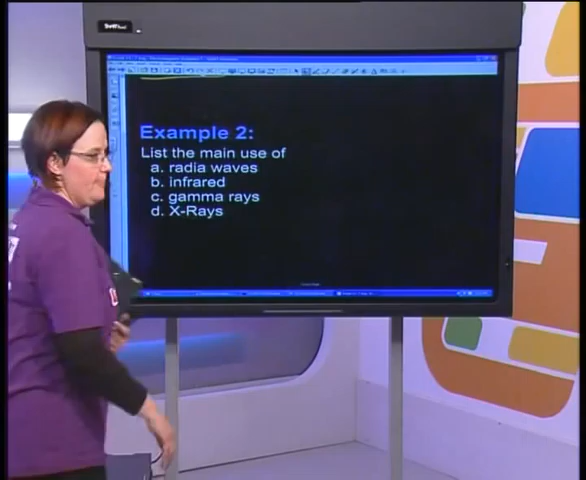 Example 2:
List the main use of
a. radia waves
b. infrared
c. gamma rays
d. X-Rays